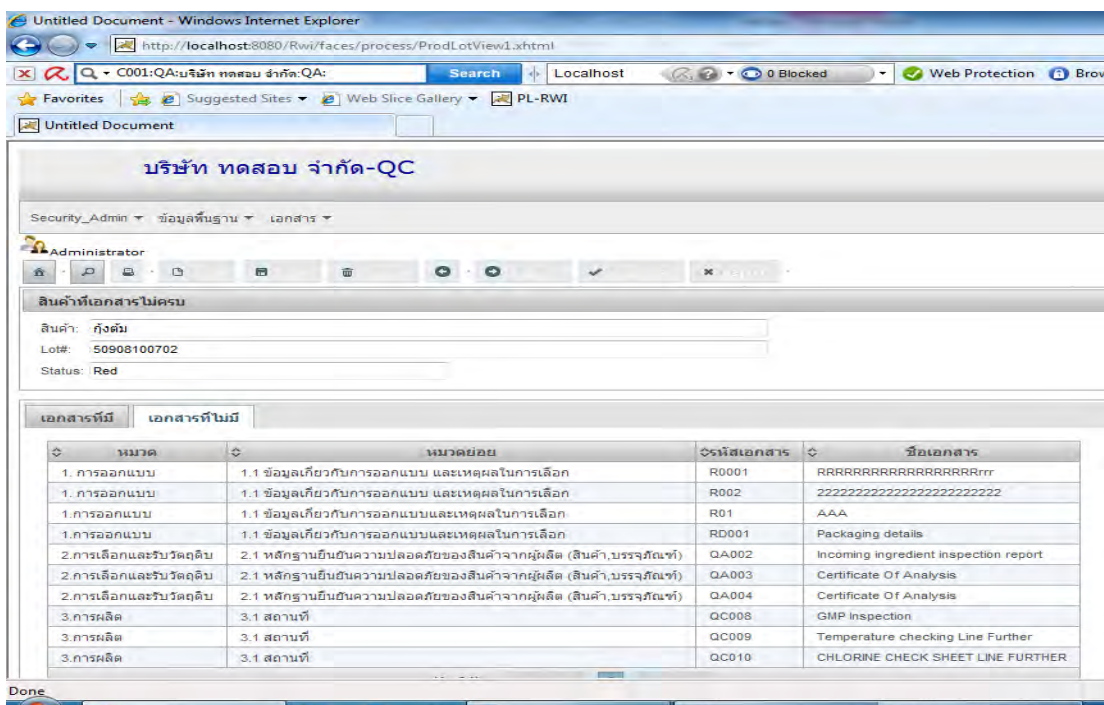 Untitled Document - Windows Internet Explorer
http://localhost:8080/Rwi/faces/process/ProdLotView1.xhtml
C001:QA:บริษัท ทดสอบ จำกัด:QA: Search Localhost 0 Blocked Web Protection Brow
Favorites Suggested Sites Web Slice Gallery PL-RWI
Untitled Document
บริษัท ทดสอบ จำกัด-QC
Security_Admin ข้อมูลพื้นฐาน เอกสาร
Administrator
สินค้าที่เอกสารไม่ครบ
สินค้า: กุ้งต้ม
Lot#: 50908100702
Status: Red
เอกสารที่มี เอกสารที่ไม่มี
หมวด หมวดย่อย รหัสเอกสาร ชื่อเอกสาร
1. การออกแบบ 1.1 ข้อมูลเกี่ยวกับการออกแบบ และเหตุผลในการเลือก R0001 RRRRRRRRRRRRRRRRRRrrr
1. การออกแบบ 1.1 ข้อมูลเกี่ยวกับการออกแบบ และเหตุผลในการเลือก R002 2222222222222222222222222
1.การออกแบบ 1.1 ข้อมูลเกี่ยวกับการออกแบบและเหตุผลในการเลือก R01 AAA
1.การออกแบบ 1.1 ข้อมูลเกี่ยวกับการออกแบบและเหตุผลในการเลือก RD001 Packaging details
2.การเลือกและรับวัตถุดิบ 2.1 หลักฐานยืนยันความปลอดภัยของสินค้าจากผู้ผลิต (สินค้า,บรรจุภัณฑ์) QA002 Incoming ingredient inspection report
2.การเลือกและรับวัตถุดิบ 2.1 หลักฐานยืนยันความปลอดภัยของสินค้าจากผู้ผลิต (สินค้า,บรรจุภัณฑ์) QA003 Certificate Of Analysis
2.การเลือกและรับวัตถุดิบ 2.1 หลักฐานยืนยันความปลอดภัยของสินค้าจากผู้ผลิต (สินค้า,บรรจุภัณฑ์) QA004 Certificate Of Analysis
3.การผลิต 3.1 สถานที่ QC008 GMP Inspection
3.การผลิต 3.1 สถานที่ QC009 Temperature checking Line Further
3.การผลิต 3.1 สถานที่ QC010 CHLORINE CHECK SHEET LINE FURTHER
Done